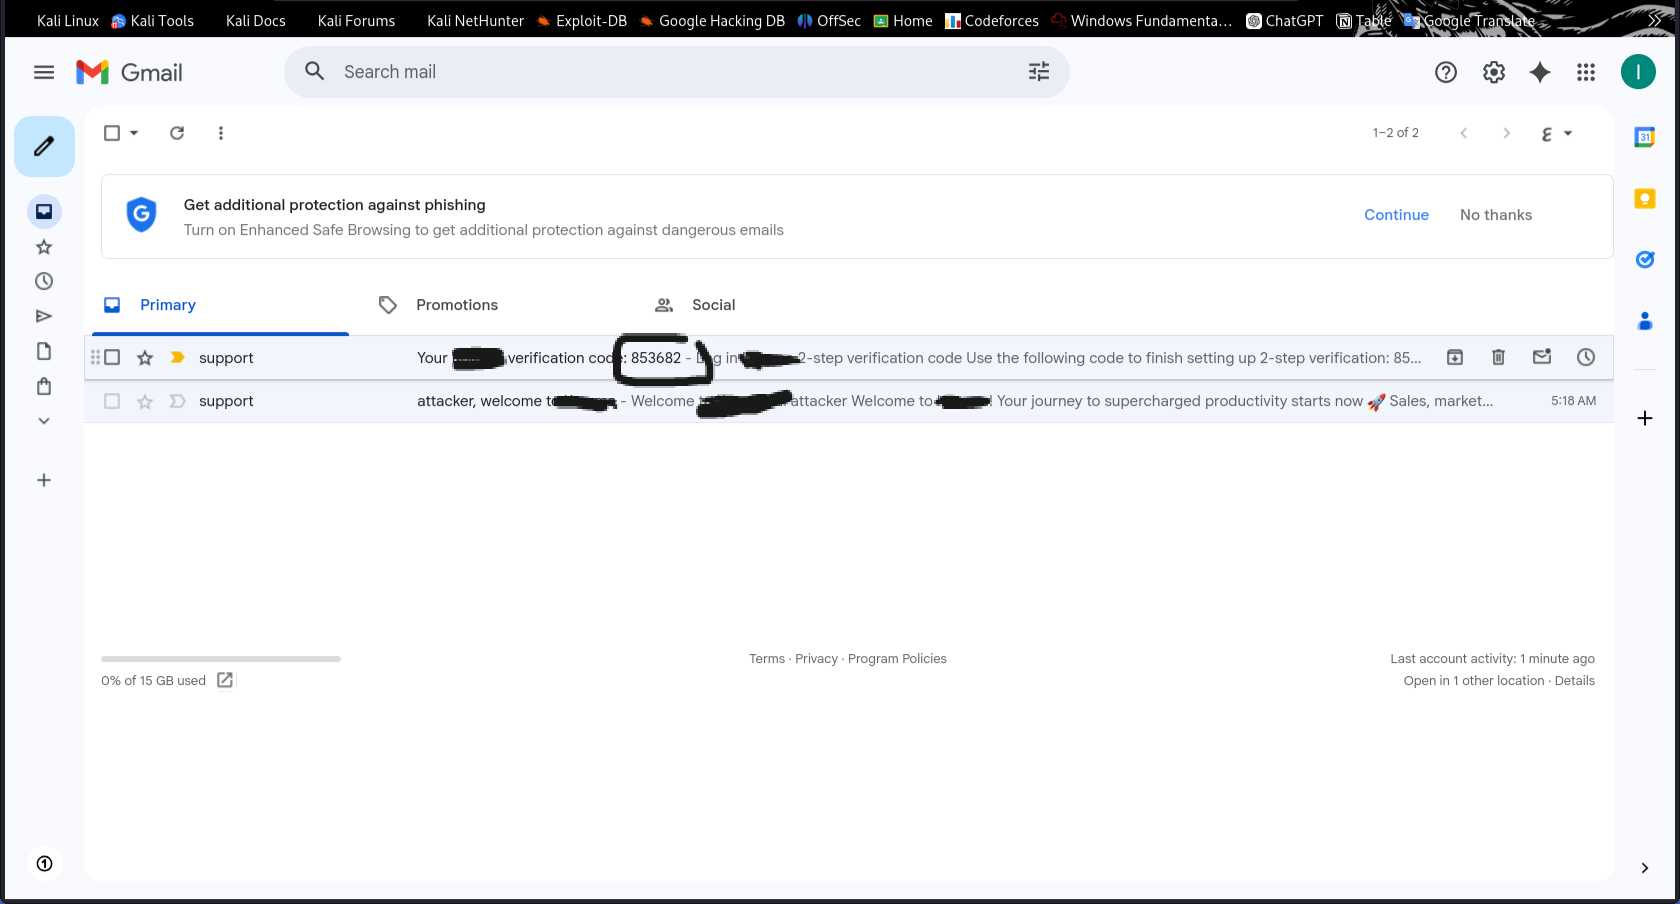 Kali Linux Kali Tools Kali Docs Kali Forums Kali NetHunter Exploit-DB Google Hacking DB OffSec Home Codeforces Windows Fundamenta... ChatGPT Table Google Translate
Gmail Search mail I
1–2 of 2 ε
31
G Get additional protection against phishing
Turn on Enhanced Safe Browsing to get additional protection against dangerous emails
Continue No thanks
Primary Promotions Social
support Your verification code: 853682 - Log in 2-step verification code Use the following code to finish setting up 2-step verification: 85...
support attacker, welcome to - Welcome attacker Welcome to ! Your journey to supercharged productivity starts now 🚀 Sales, market... 5:18 AM
Terms · Privacy · Program Policies
Last account activity: 1 minute ago
0% of 15 GB used
Open in 1 other location · Details
1